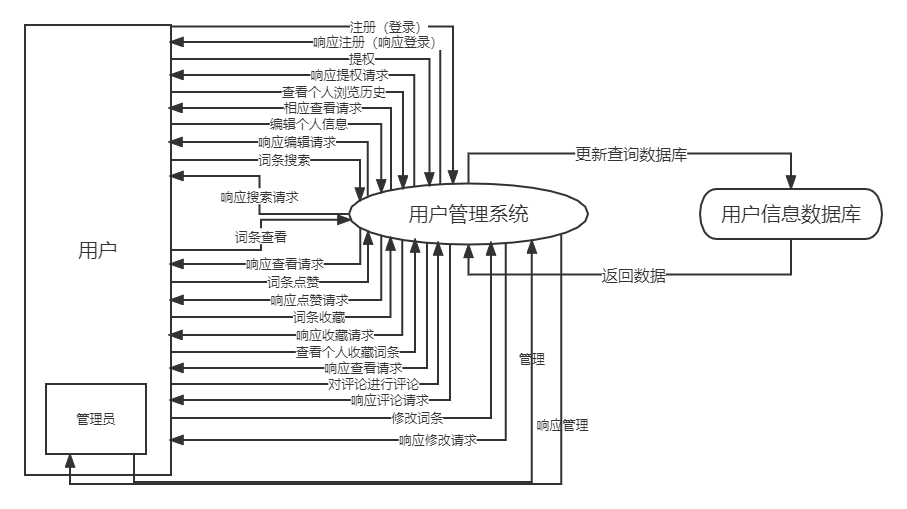 注册（登录）
响应注册（响应登录）
提权
响应提权请求
查看个人浏览历史
相应查看请求
编辑个人信息
响应编辑请求
词条搜索
更新查询数据库
响应搜索请求
用户管理系统
用户信息数据库
词条查看
用户
响应查看请求
返回数据
词条点赞
响应点赞请求
词条收藏
响应收藏请求
查看个人收藏词条
管理
响应查看请求
对评论进行评论
响应评论请求
管理员
修改词条
响应管理
响应修改请求